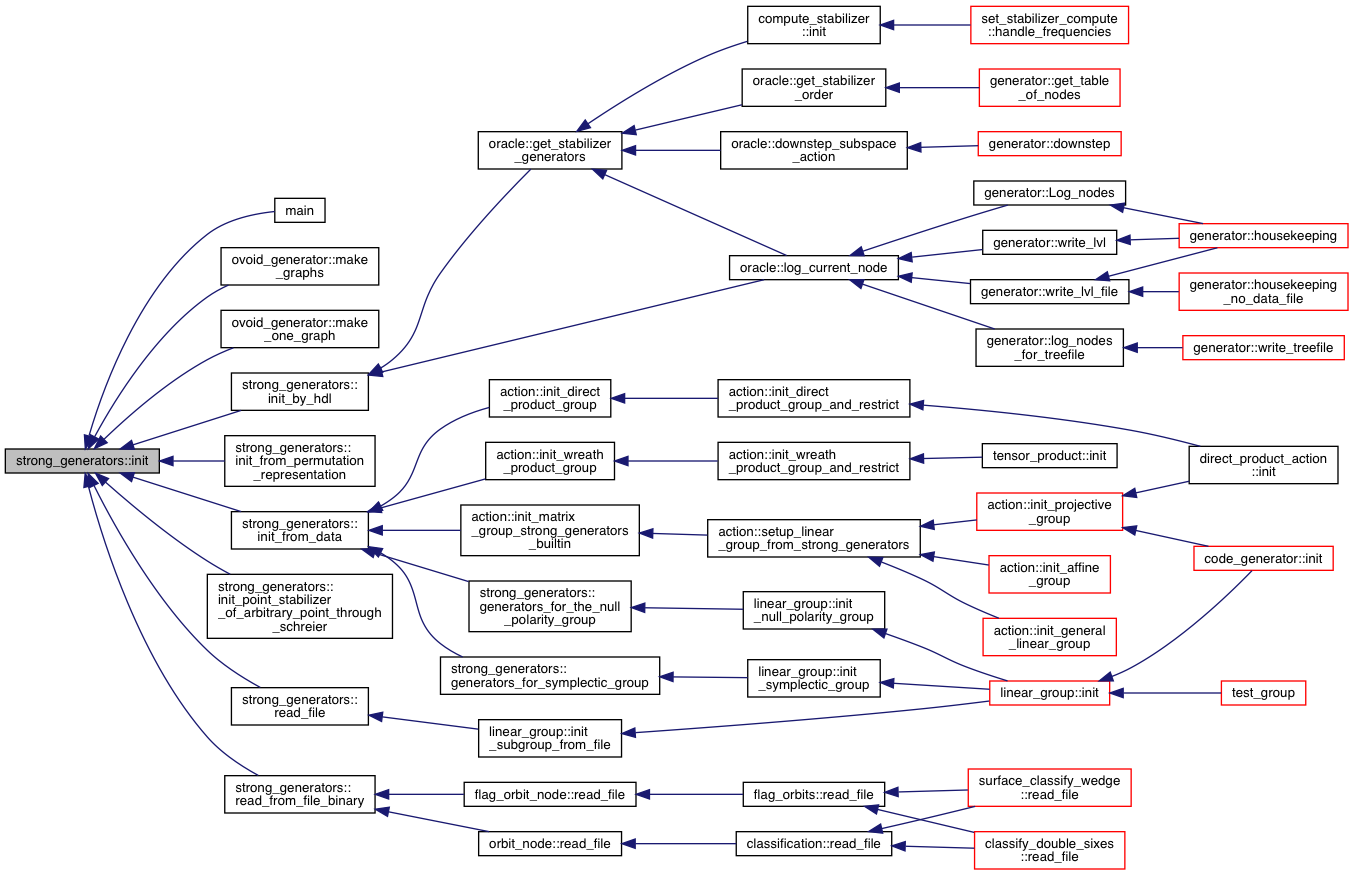 compute_stabilizer
::init
set_stabilizer_compute
::handle_frequencies
oracle::get_stabilizer
_order
generator::get_table
_of_nodes
oracle::get_stabilizer
_generators
oracle::downstep_subspace
_action
generator::downstep
generator::Log_nodes
main
generator::write_lvl
generator::housekeeping
ovoid_generator::make
_graphs
oracle::log_current_node
generator::write_lvl_file
generator::housekeeping
_no_data_file
ovoid_generator::make
_one_graph
generator::log_nodes
_for_treefile
generator::write_treefile
strong_generators::
init_by_hdl
action::init_direct
_product_group
action::init_direct
_product_group_and_restrict
strong_generators::init
strong_generators::
init_from_permutation
_representation
action::init_wreath
_product_group
action::init_wreath
_product_group_and_restrict
tensor_product::init
direct_product_action
::init
strong_generators::
init_from_data
action::init_matrix
_group_strong_generators
_builtin
action::setup_linear
_group_from_strong_generators
action::init_projective
_group
code_generator::init
action::init_affine
_group
strong_generators::
init_point_stabilizer
_of_arbitrary_point_through
_schreier
strong_generators::
generators_for_the_null
_polarity_group
linear_group::init
_null_polarity_group
action::init_general
_linear_group
strong_generators::
generators_for_symplectic_group
linear_group::init
_symplectic_group
linear_group::init
test_group
strong_generators::
read_file
linear_group::init
_subgroup_from_file
strong_generators::
read_from_file_binary
flag_orbit_node::read_file
flag_orbits::read_file
surface_classify_wedge
::read_file
orbit_node::read_file
classification::read_file
classify_double_sixes
::read_file